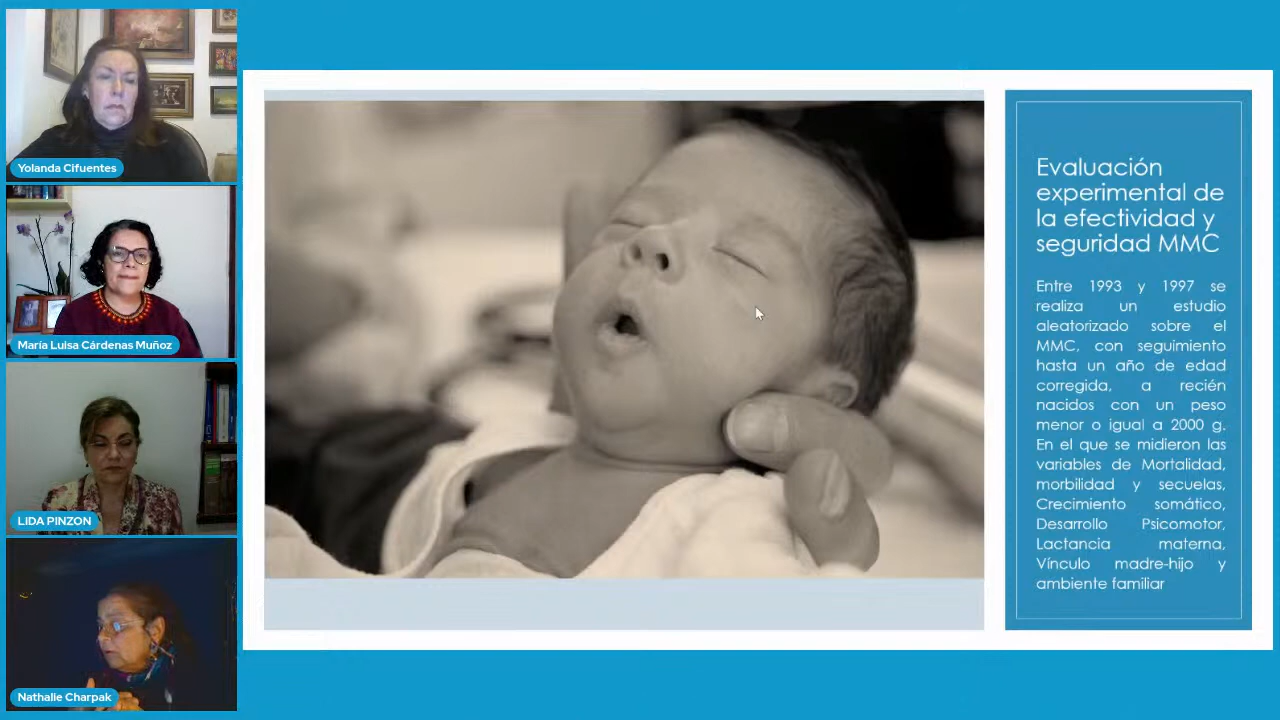 Yolanda Cifuentes
María Luisa Cárdenas Muñoz
LIDA PINZON
Nathalie Charpak
Evaluación
experimental de
la efectividad y
seguridad MMC
Entre 1993 y 1997 se
realiza un estudio
aleatorizado sobre el
MMC, con seguimiento
hasta un año de edad
corregida, a recién
nacidos con un peso
menor o igual a 2000 g.
En el que se midieron las
variables de Mortalidad,
morbilidad y secuelas,
Crecimiento somático,
Desarrollo Psicomotor,
Lactancia materna,
Vínculo madre-hijo y
ambiente familiar